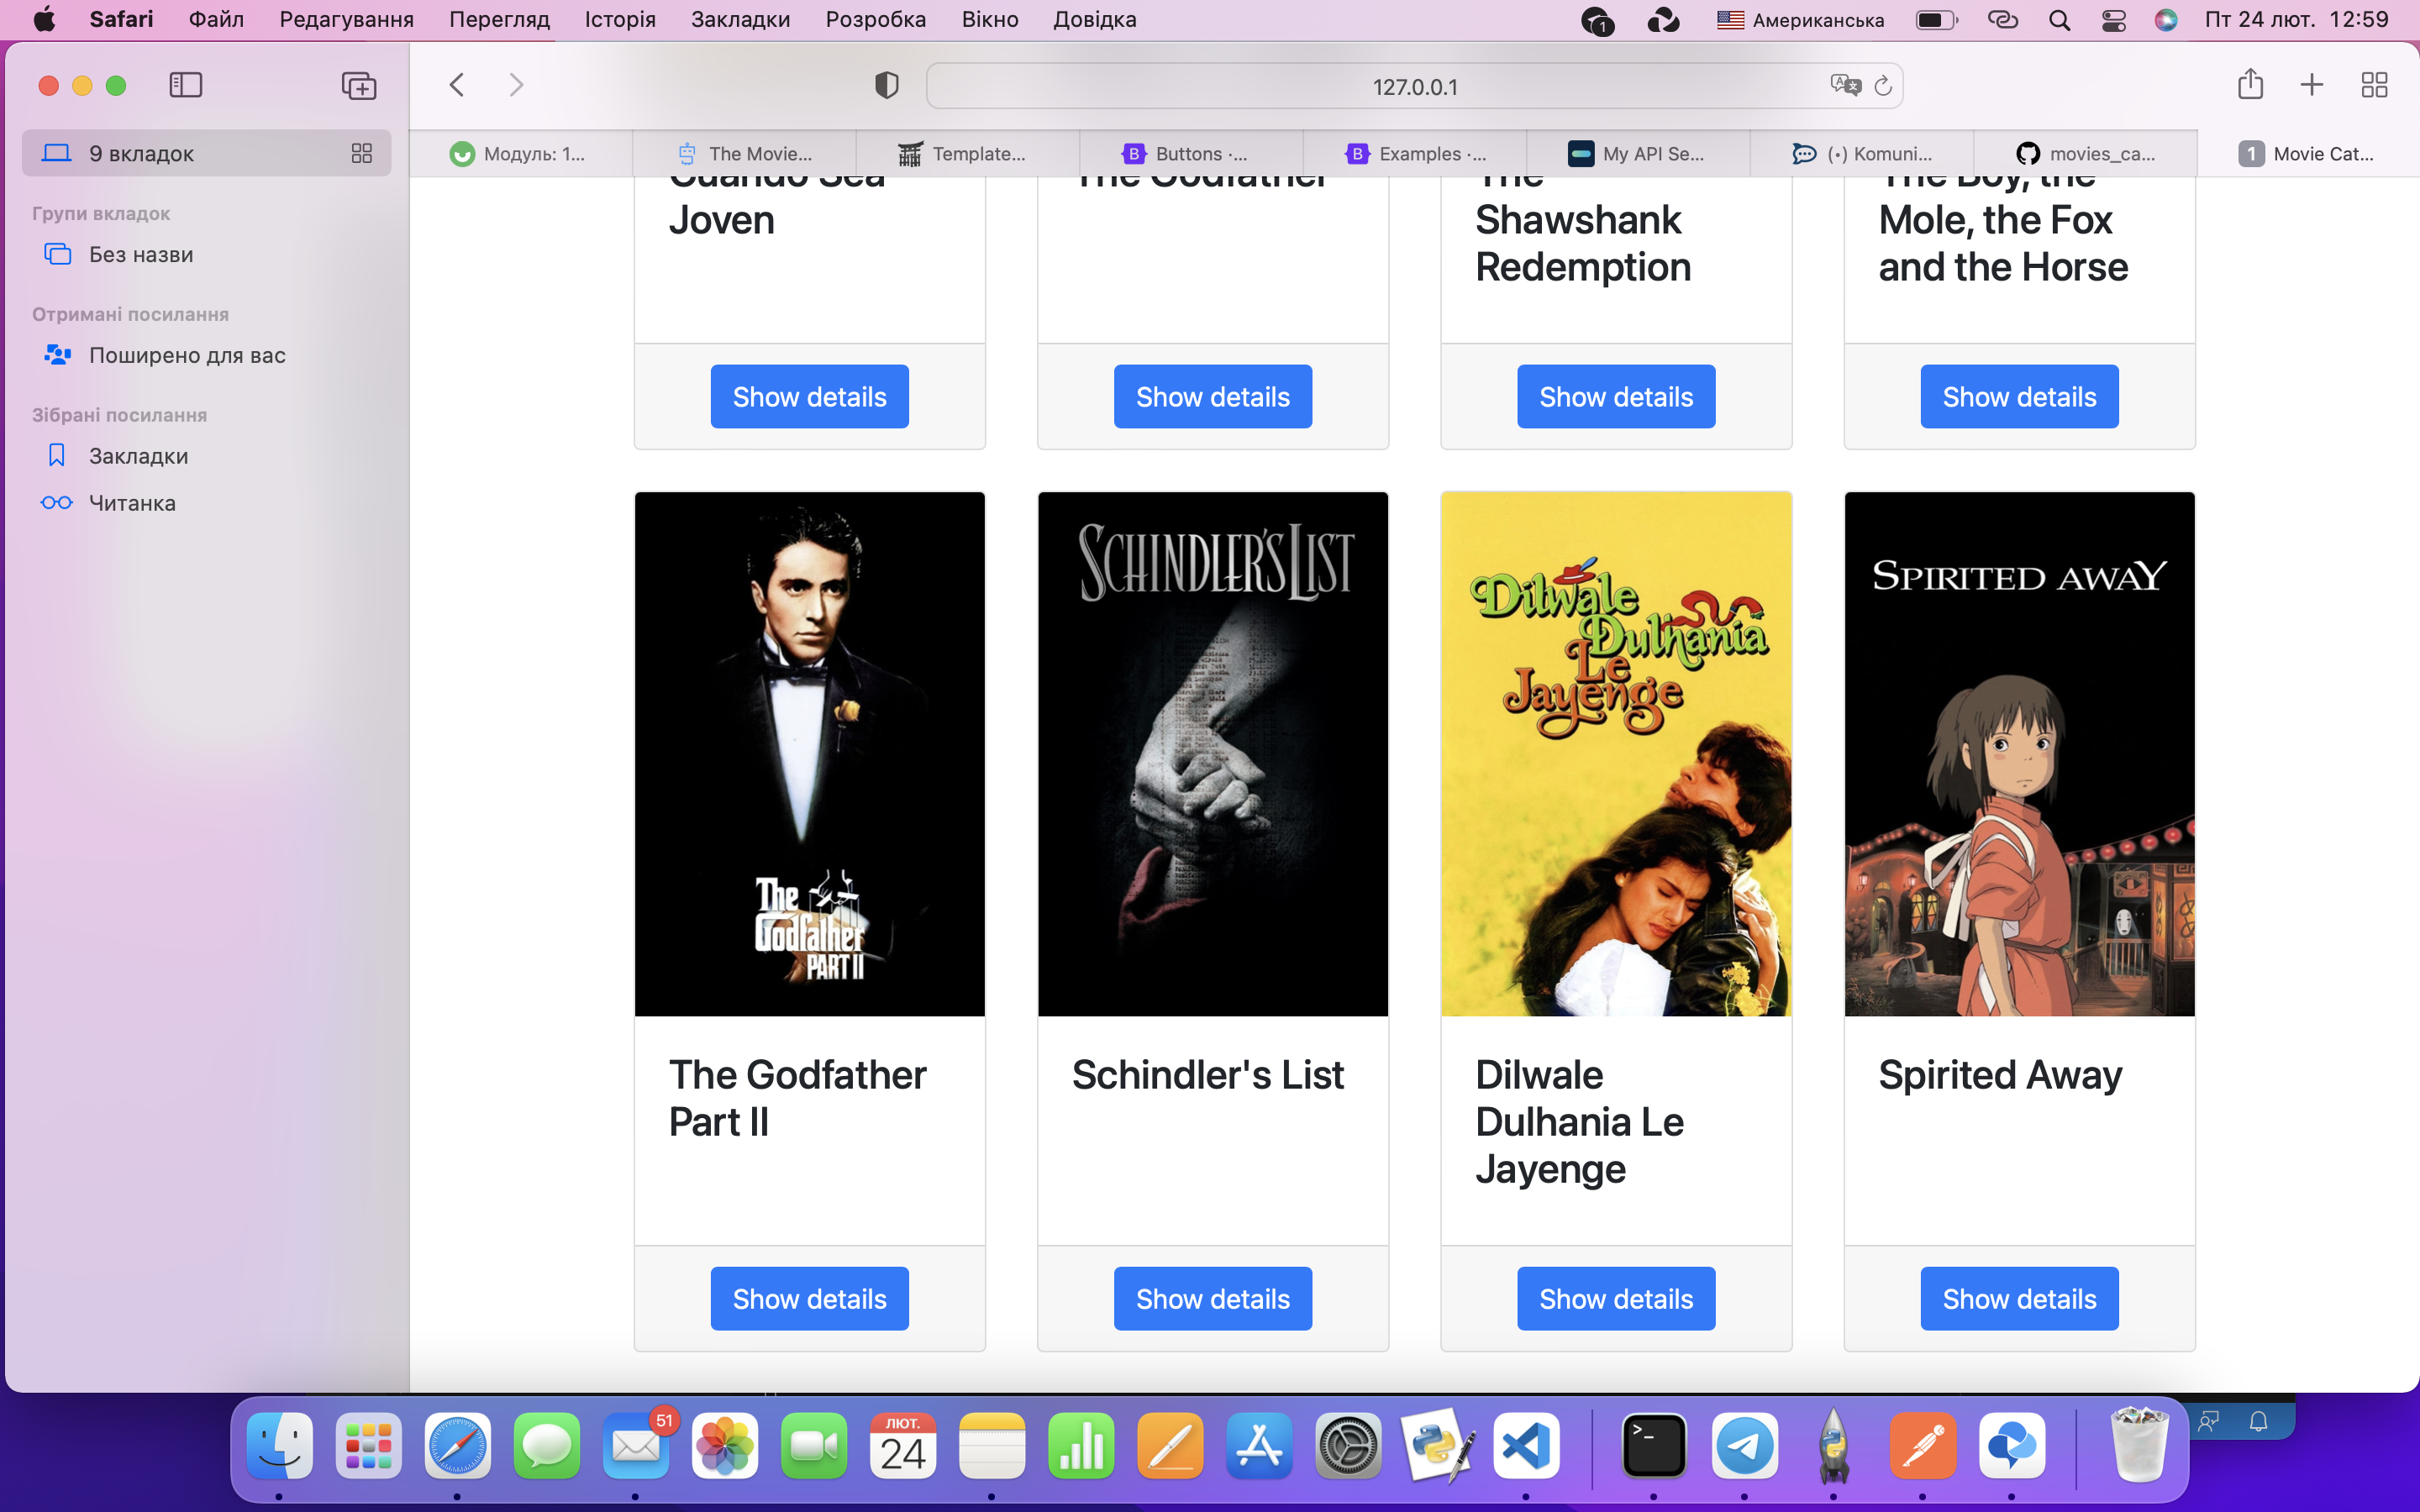 Safari Файл Редагування Перегляд Історія Закладки Розробка Вікно Довідка 1 Американська Пт 24 лют. 12:59
127.0.0.1
9 вкладок
Модуль: 1... The Movie... Template... B Buttons ·... B Examples ·... My API Se... (•) Komuni... movies_ca... 1 Movie Cat...
Групи вкладок
Без назви
Отримані посилання
Поширено для вас
Зібрані посилання
Закладки
Читанка
Cuando Sea
Joven
The Godfather
The
Shawshank
Redemption
The Boy, the
Mole, the Fox
and the Horse
Show details Show details Show details Show details
The
Godfather
PART II
SCHINDLER'S LIST
Dilwale
Dulhania
Le
Jayenge
SPIRITED AWAY
The Godfather
Part II
Schindler's List
Dilwale
Dulhania Le
Jayenge
Spirited Away
Show details Show details Show details Show details
51
ЛЮТ.
24